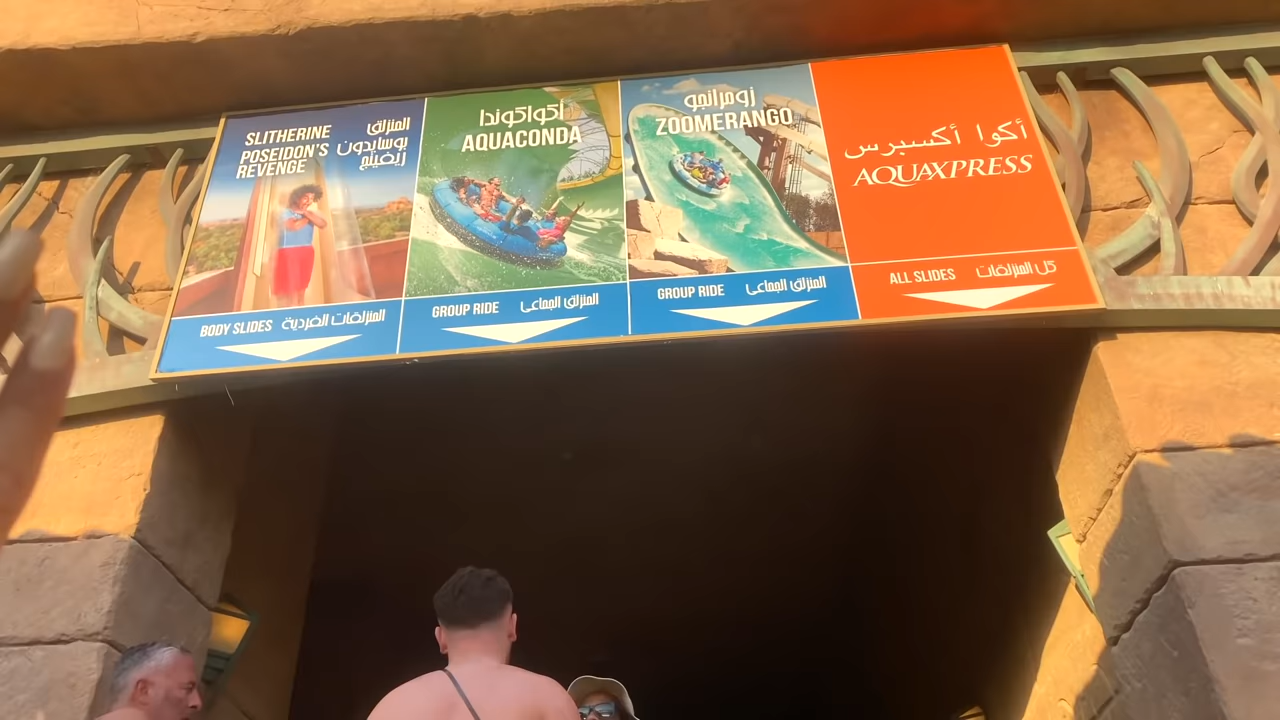 SLITHERINE
POSEIDON'S
REVENGE
المنزلق
بوسايدون
ريفينج
BODY SLIDES المنزلقات الفردية
أكواكوندا
AQUACONDA
GROUP RIDE المنزلق الجماعي
زومرانجو
ZOOMERANGO
GROUP RIDE المنزلق الجماعي
أكوا أكسبرس
AQUAXPRESS
ALL SLIDES كل المنزلقات